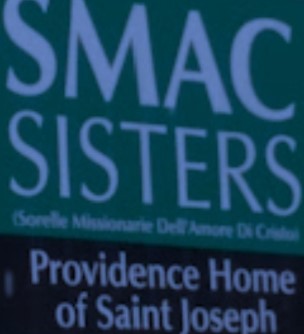 SMAC
SISTERS
(Sorelle Missionarie Dell'Amore Di Cristo)
Providence Home
of Saint Joseph